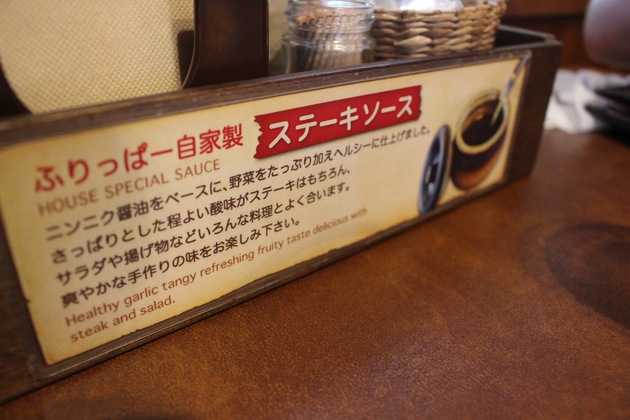 ふりっぱー自家製 ステーキソース
HOUSE SPECIAL SAUCE
ニンニク醤油をベースに、野菜をたっぷり加えヘルシーに仕上げました。
さっぱりとした程よい酸味がステーキはもちろん、
サラダや揚げ物などいろんな料理とよく合います。
爽やかな手作りの味をお楽しみ下さい。
Healthy garlic tangy refreshing fruity taste delicious with
steak and salad.